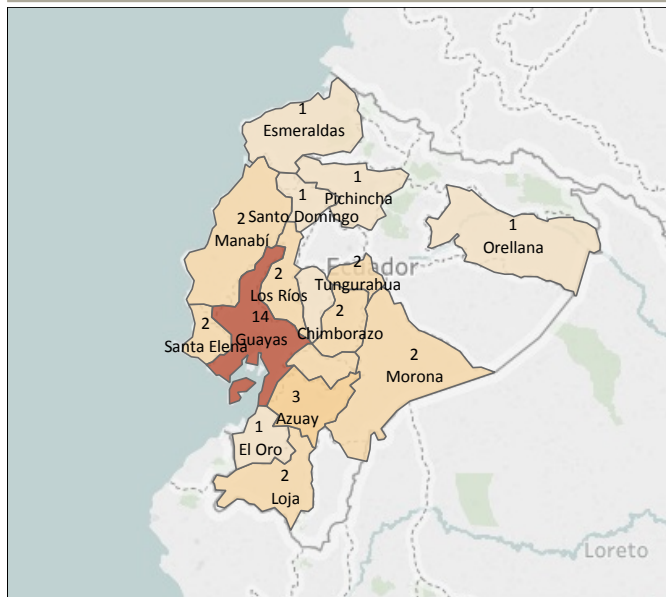 1
Esmeraldas
1
Pichincha
1
Santo Domingo
2
Manabí
1
Orellana
Ecuador
2
Tungurahua
2
Los Ríos
2
Chimborazo
14
Guayas
2
Santa Elena
2
Morona
3
Azuay
1
El Oro
2
Loja
Loreto